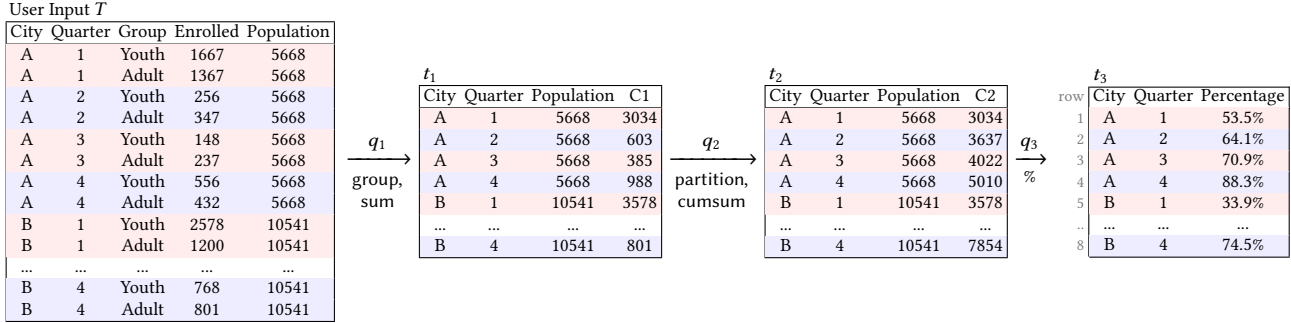 User Input T
City Quarter Group Enrolled Population
A 1 Youth 1667 5668
A 1 Adult 1367 5668
A 2 Youth 256 5668
A 2 Adult 347 5668
A 3 Youth 148 5668
A 3 Adult 237 5668
A 4 Youth 556 5668
A 4 Adult 432 5668
B 1 Youth 2578 10541
B 1 Adult 1200 10541
... ... ... ... ...
B 4 Youth 768 10541
B 4 Adult 801 10541
q1
group,
sum
t1
City Quarter Population C1
A 1 5668 3034
A 2 5668 603
A 3 5668 385
A 4 5668 988
B 1 10541 3578
... ... ... ...
B 4 10541 801
q2
partition,
cumsum
t2
City Quarter Population C2
A 1 5668 3034
A 2 5668 3637
A 3 5668 4022
A 4 5668 5010
B 1 10541 3578
... ... ... ...
B 4 10541 7854
q3
%
t3
row City Quarter Percentage
1 A 1 53.5%
2 A 2 64.1%
3 A 3 70.9%
4 A 4 88.3%
5 B 1 33.9%
.. ... ... ...
8 B 4 74.5%